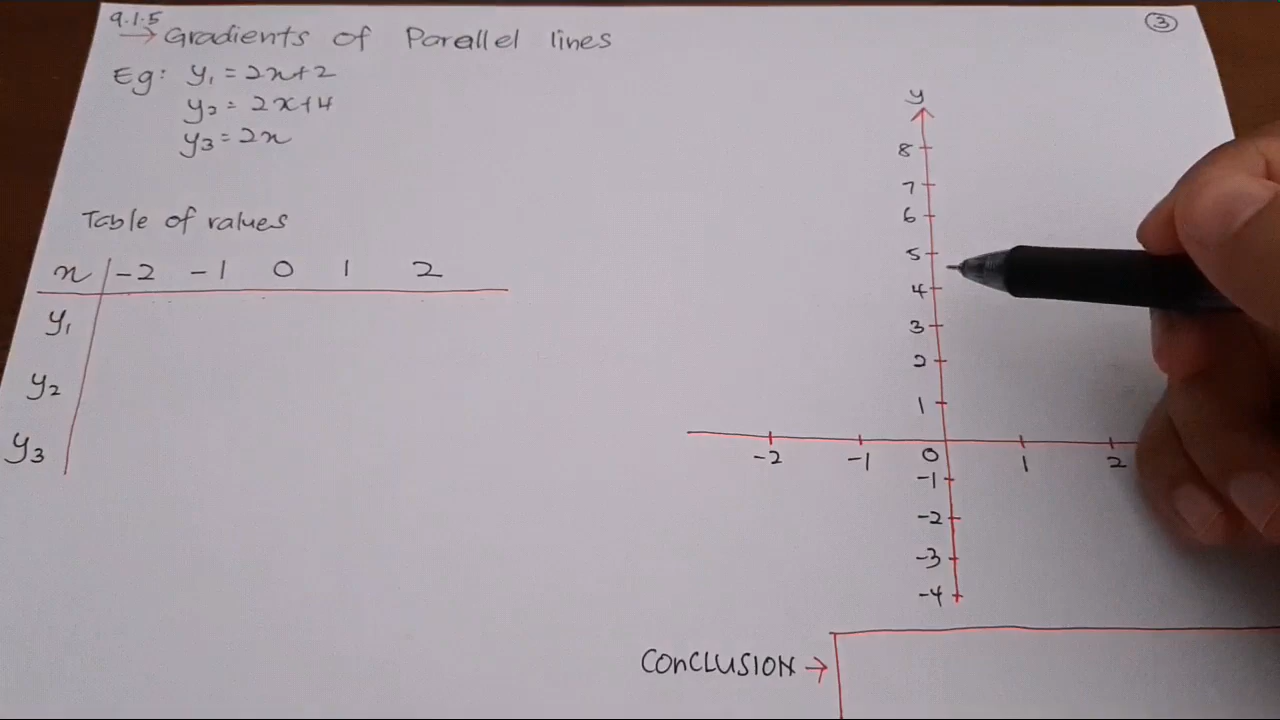 9.1.5
→ Gradients of Parallel lines
③
Eg: y₁ = 2x+2
y₂ = 2x+4
y₃ = 2x
Table of values
x -2 -1 0 1 2
y₁
y₂
y₃
y
8
7
6
5
4
3
2
1
-2 -1 0 1 2
-1
-2
-3
-4
CONCLUSION →